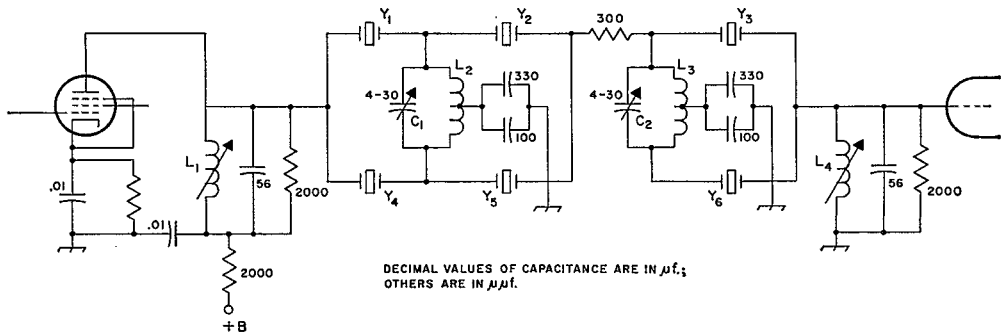 Y1
Y2
Y3
300
L2
L3
330
330
4-30
4-30
C1
C2
100
100
L1
56
2000
.01
.01
Y4
Y5
Y6
L4
56
2000
2000
+B
DECIMAL VALUES OF CAPACITANCE ARE IN µf.;
OTHERS ARE IN µµf.